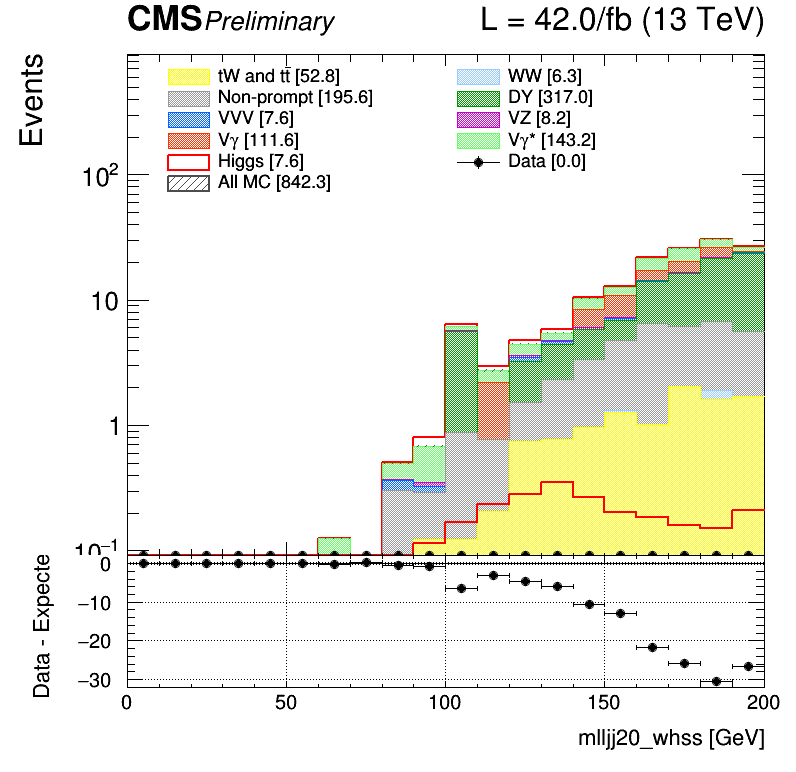 CMS Preliminary L = 42.0/fb (13 TeV)
Events
tW and tt̄ [52.8] WW [6.3]
Non-prompt [195.6] DY [317.0]
VVV [7.6] VZ [8.2]
Vγ [111.6] Vγ* [143.2]
Higgs [7.6] Data [0.0]
All MC [842.3]
10²
10
1
10⁻¹
Data - Expecte
0
−10
−20
−30
0 50 100 150 200
mlljj20_whss [GeV]